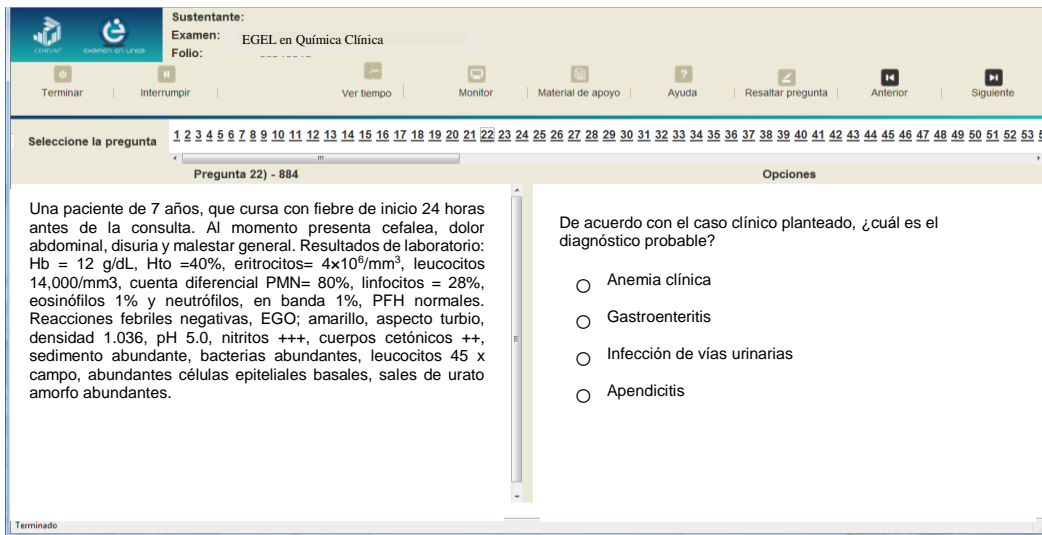 Sustentante:
Examen: EGEL en Química Clínica
Folio:
CENEVAL
examen en línea
Terminar
Interrumpir
Ver tiempo
Monitor
Material de apoyo
Ayuda
Resaltar pregunta
Anterior
Siguiente
Seleccione la pregunta
1 2 3 4 5 6 7 8 9 10 11 12 13 14 15 16 17 18 19 20 21 22 23 24 25 26 27 28 29 30 31 32 33 34 35 36 37 38 39 40 41 42 43 44 45 46 47 48 49 50 51 52 53
Pregunta 22) - 884
Opciones
Una paciente de 7 años, que cursa con fiebre de inicio 24 horas
antes de la consulta. Al momento presenta cefalea, dolor
abdominal, disuria y malestar general. Resultados de laboratorio:
Hb = 12 g/dL, Hto =40%, eritrocitos= 4×10⁶/mm³, leucocitos
14,000/mm3, cuenta diferencial PMN= 80%, linfocitos = 28%,
eosinófilos 1% y neutrófilos, en banda 1%, PFH normales.
Reacciones febriles negativas, EGO; amarillo, aspecto turbio,
densidad 1.036, pH 5.0, nitritos +++, cuerpos cetónicos ++,
sedimento abundante, bacterias abundantes, leucocitos 45 x
campo, abundantes células epiteliales basales, sales de urato
amorfo abundantes.
De acuerdo con el caso clínico planteado, ¿cuál es el
diagnóstico probable?
Anemia clínica
Gastroenteritis
Infección de vías urinarias
Apendicitis
Terminado